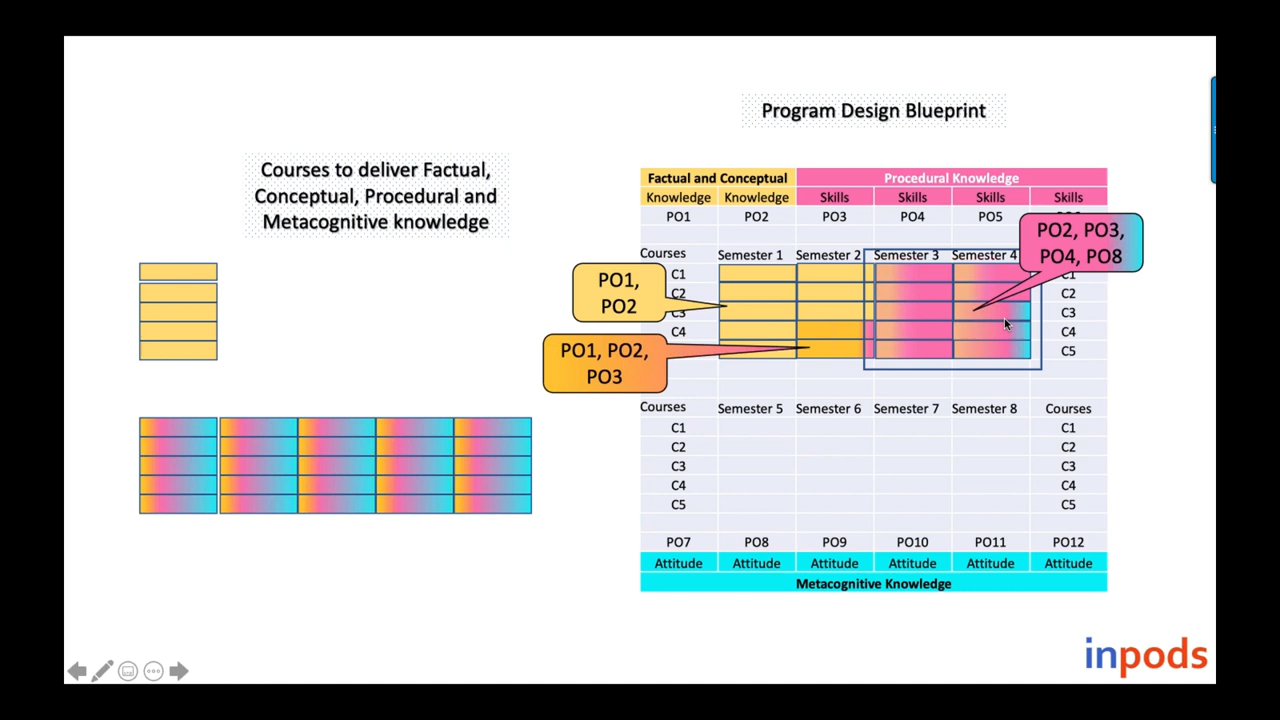 Program Design Blueprint
Courses to deliver Factual,
Conceptual, Procedural and
Metacognitive knowledge
Factual and Conceptual Procedural Knowledge
Knowledge Knowledge Skills Skills Skills Skills
PO1 PO2 PO3 PO4 PO5
PO2, PO3,
PO4, PO8
Courses Semester 1 Semester 2 Semester 3 Semester 4
C1 C1
C2 C2
C3 C3
C4 C4
C5
PO1,
PO2
PO1, PO2,
PO3
Courses Semester 5 Semester 6 Semester 7 Semester 8 Courses
C1 C1
C2 C2
C3 C3
C4 C4
C5 C5
PO7 PO8 PO9 PO10 PO11 PO12
Attitude Attitude Attitude Attitude Attitude Attitude
Metacognitive Knowledge
inpods